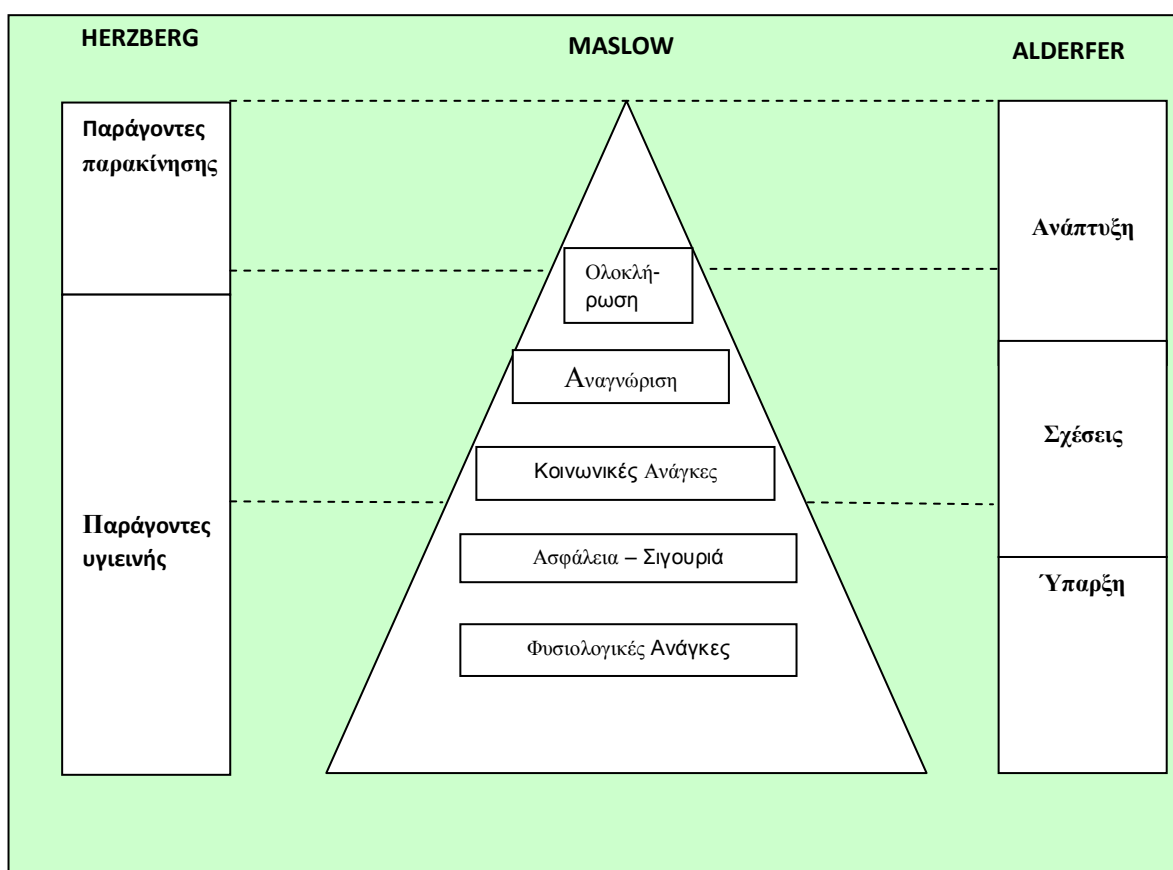 HERZBERG
MASLOW
ALDERFER
Παράγοντες
παρακίνησης
Ανάπτυξη
Ολοκλή-
ρωση
Αναγνώριση
Σχέσεις
Κοινωνικές Ανάγκες
Παράγοντες
υγιεινής
Ασφάλεια – Σιγουριά
Ύπαρξη
Φυσιολογικές Ανάγκες